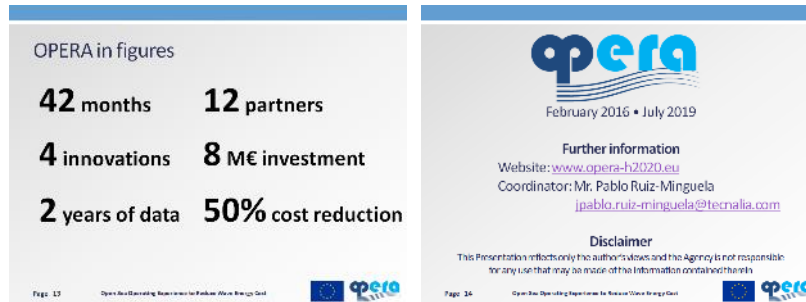 OPERA in figures
42 months
12 partners
4 innovations
8 M€ investment
2 years of data
50% cost reduction
Page 13
Open Sea Operating Experience to Reduce Wave Energy Cost
opera
opera
February 2016 • July 2019
Further information
Website: www.opera-h2020.eu
Coordinator: Mr. Pablo Ruiz-Minguela
jpablo.ruiz-minguela@tecnalia.com
Disclaimer
This Presentation reflects only the author's views and the Agency is not responsible
for any use that may be made of the information contained therein
Page 14
Open Sea Operating Experience to Reduce Wave Energy Cost
opera